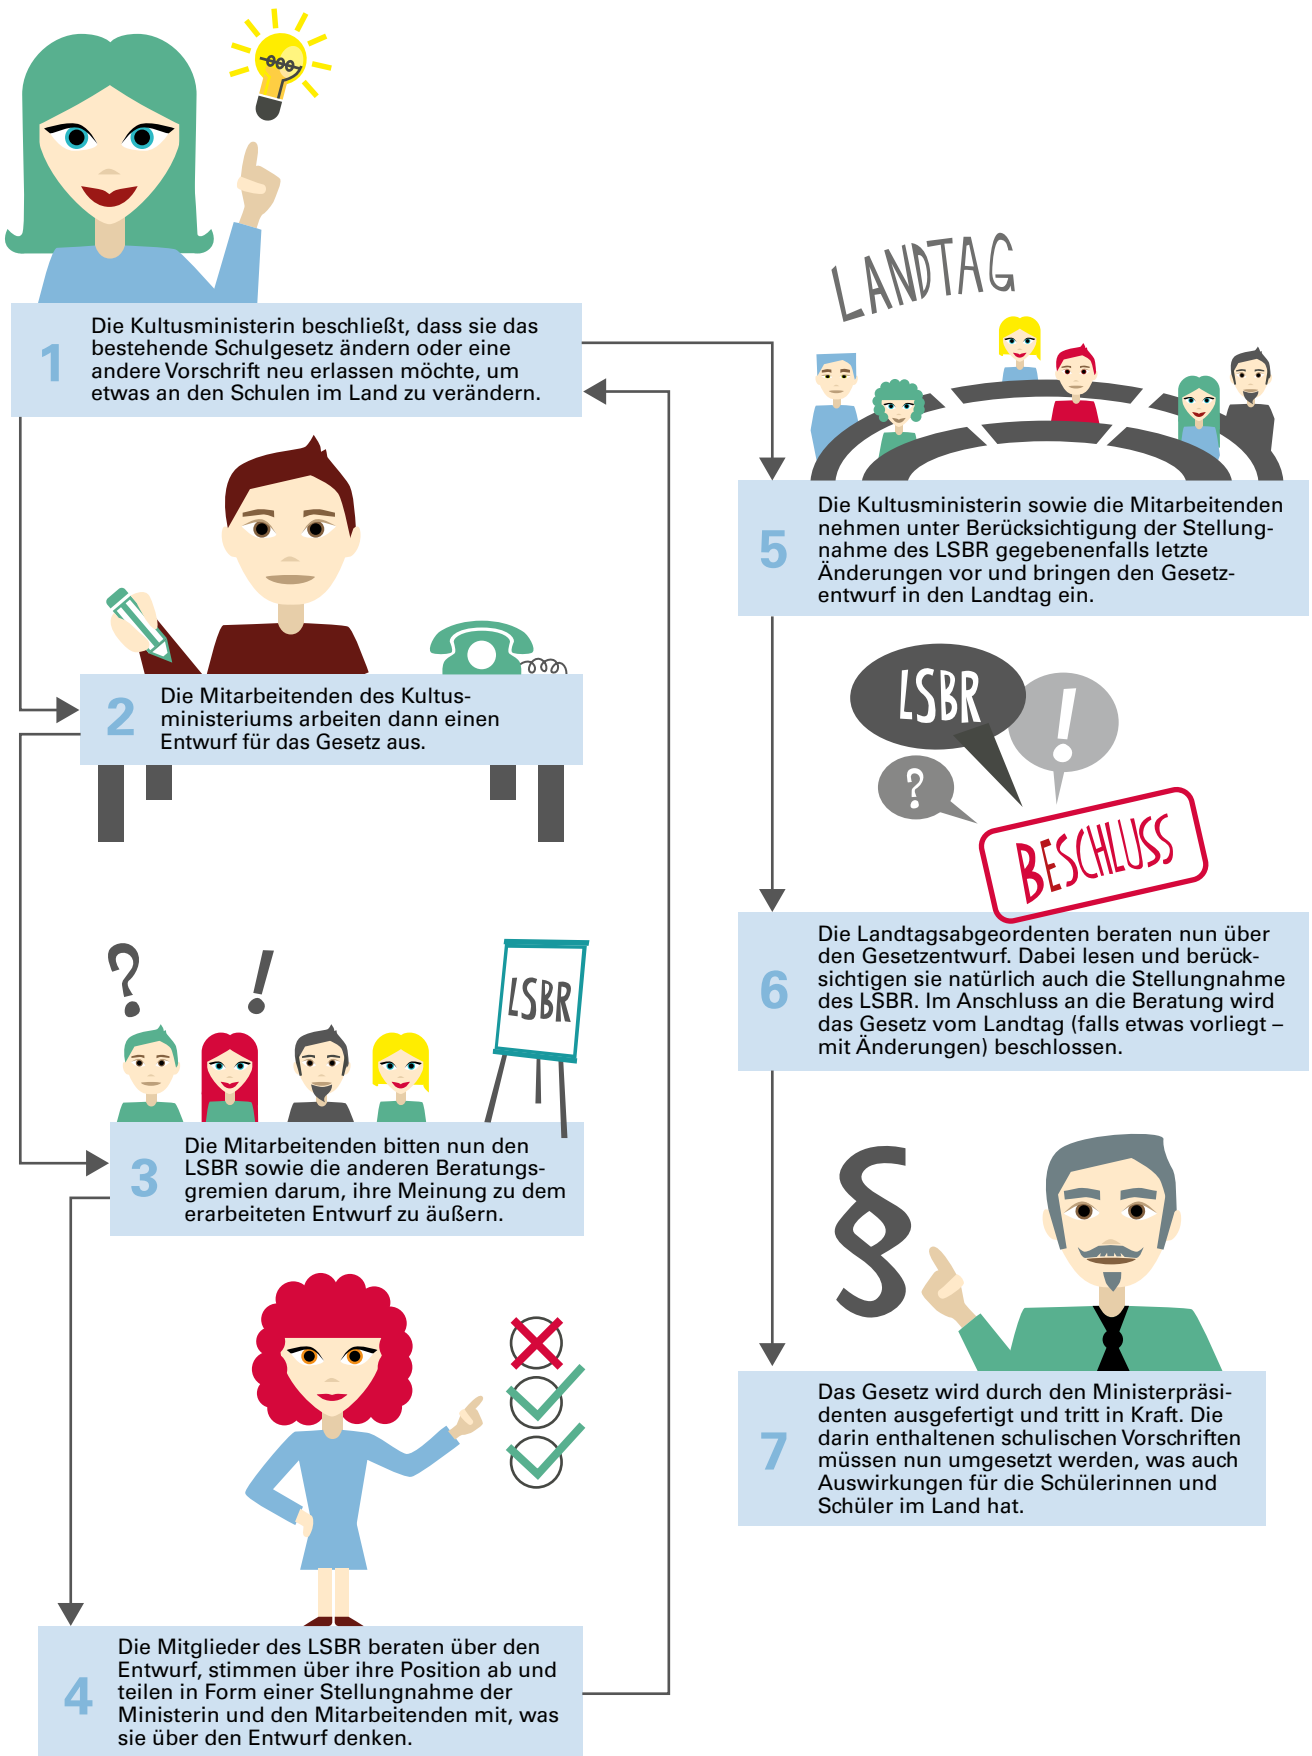 1
Die Kultusministerin beschließt, dass sie das
bestehende Schulgesetz ändern oder eine
andere Vorschrift neu erlassen möchte, um
etwas an den Schulen im Land zu verändern.
2
Die Mitarbeitenden des Kultus-
ministeriums arbeiten dann einen
Entwurf für das Gesetz aus.
?
!
LSBR
3
Die Mitarbeitenden bitten nun den
LSBR sowie die anderen Beratungs-
gremien darum, ihre Meinung zu dem
erarbeiteten Entwurf zu äußern.
4
Die Mitglieder des LSBR beraten über den
Entwurf, stimmen über ihre Position ab und
teilen in Form einer Stellungnahme der
Ministerin und den Mitarbeitenden mit, was
sie über den Entwurf denken.
LANDTAG
5
Die Kultusministerin sowie die Mitarbeitenden
nehmen unter Berücksichtigung der Stellung-
nahme des LSBR gegebenenfalls letzte
Änderungen vor und bringen den Gesetz-
entwurf in den Landtag ein.
LSBR
!
?
BESCHLUSS
6
Die Landtagsabgeordenten beraten nun über
den Gesetzentwurf. Dabei lesen und berück-
sichtigen sie natürlich auch die Stellungnahme
des LSBR. Im Anschluss an die Beratung wird
das Gesetz vom Landtag (falls etwas vorliegt –
mit Änderungen) beschlossen.
§
7
Das Gesetz wird durch den Ministerpräsi-
denten ausgefertigt und tritt in Kraft. Die
darin enthaltenen schulischen Vorschriften
müssen nun umgesetzt werden, was auch
Auswirkungen für die Schülerinnen und
Schüler im Land hat.